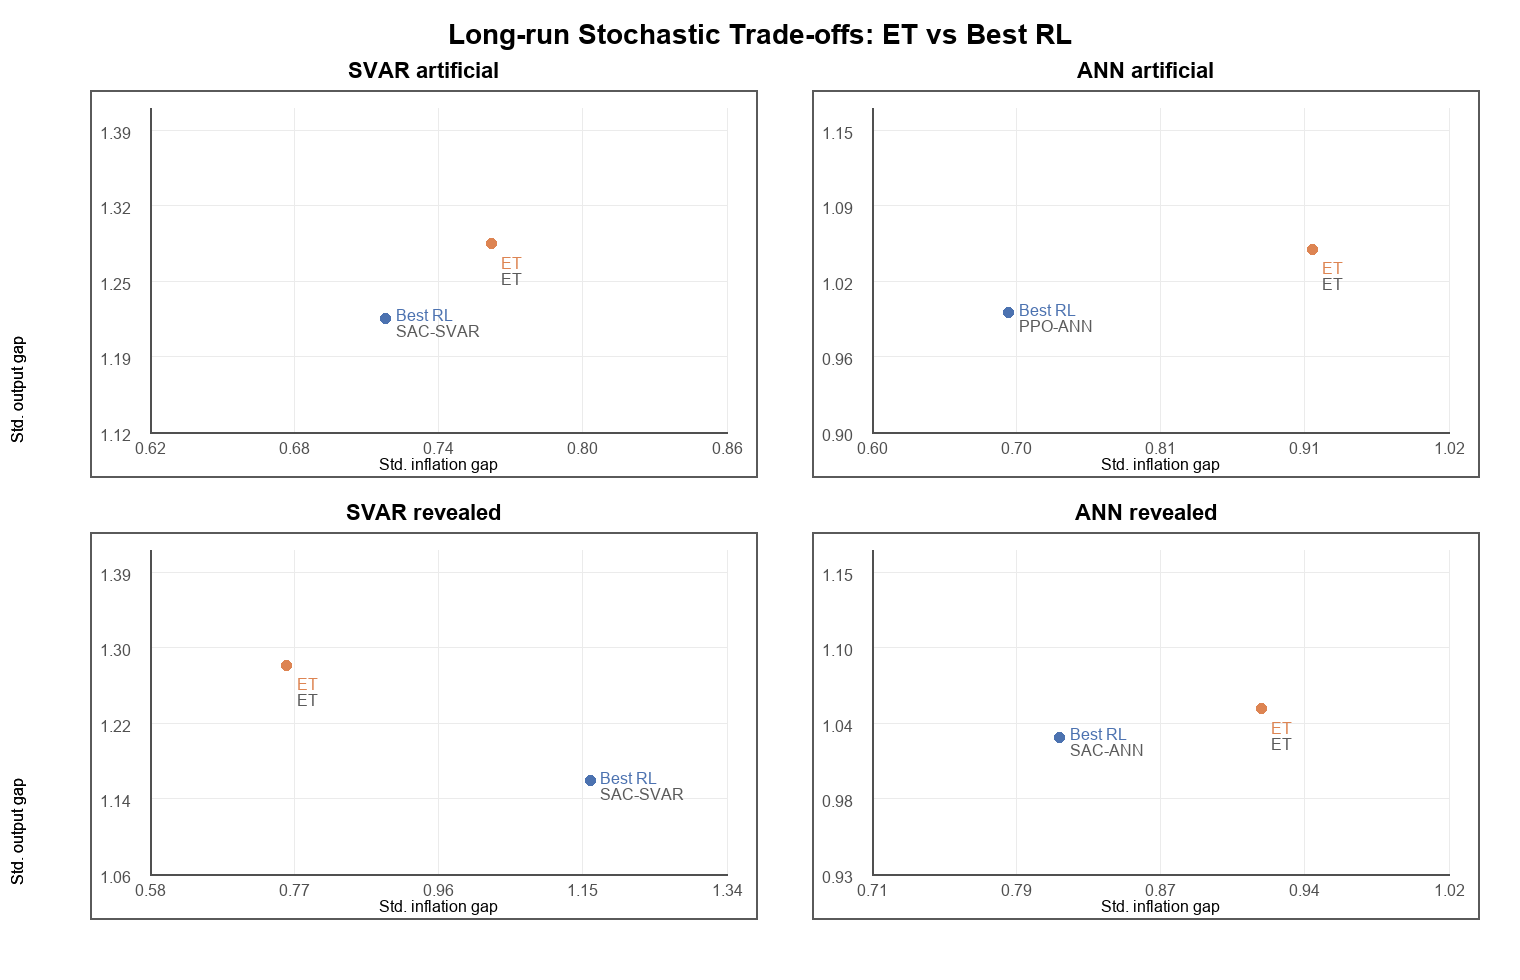 Long-run Stochastic Trade-offs: ET vs Best RL
SVAR artificial
1.39
1.32
1.25
1.19
1.12
Std. output gap
ET
ET
Best RL
SAC-SVAR
0.62
0.68
0.74
0.80
0.86
Std. inflation gap
ANN artificial
1.15
1.09
1.02
0.96
0.90
ET
ET
Best RL
PPO-ANN
0.60
0.70
0.81
0.91
1.02
Std. inflation gap
SVAR revealed
1.39
1.30
1.22
1.14
1.06
Std. output gap
ET
ET
Best RL
SAC-SVAR
0.58
0.77
0.96
1.15
1.34
Std. inflation gap
ANN revealed
1.15
1.10
1.04
0.98
0.93
ET
ET
Best RL
SAC-ANN
0.71
0.79
0.87
0.94
1.02
Std. inflation gap